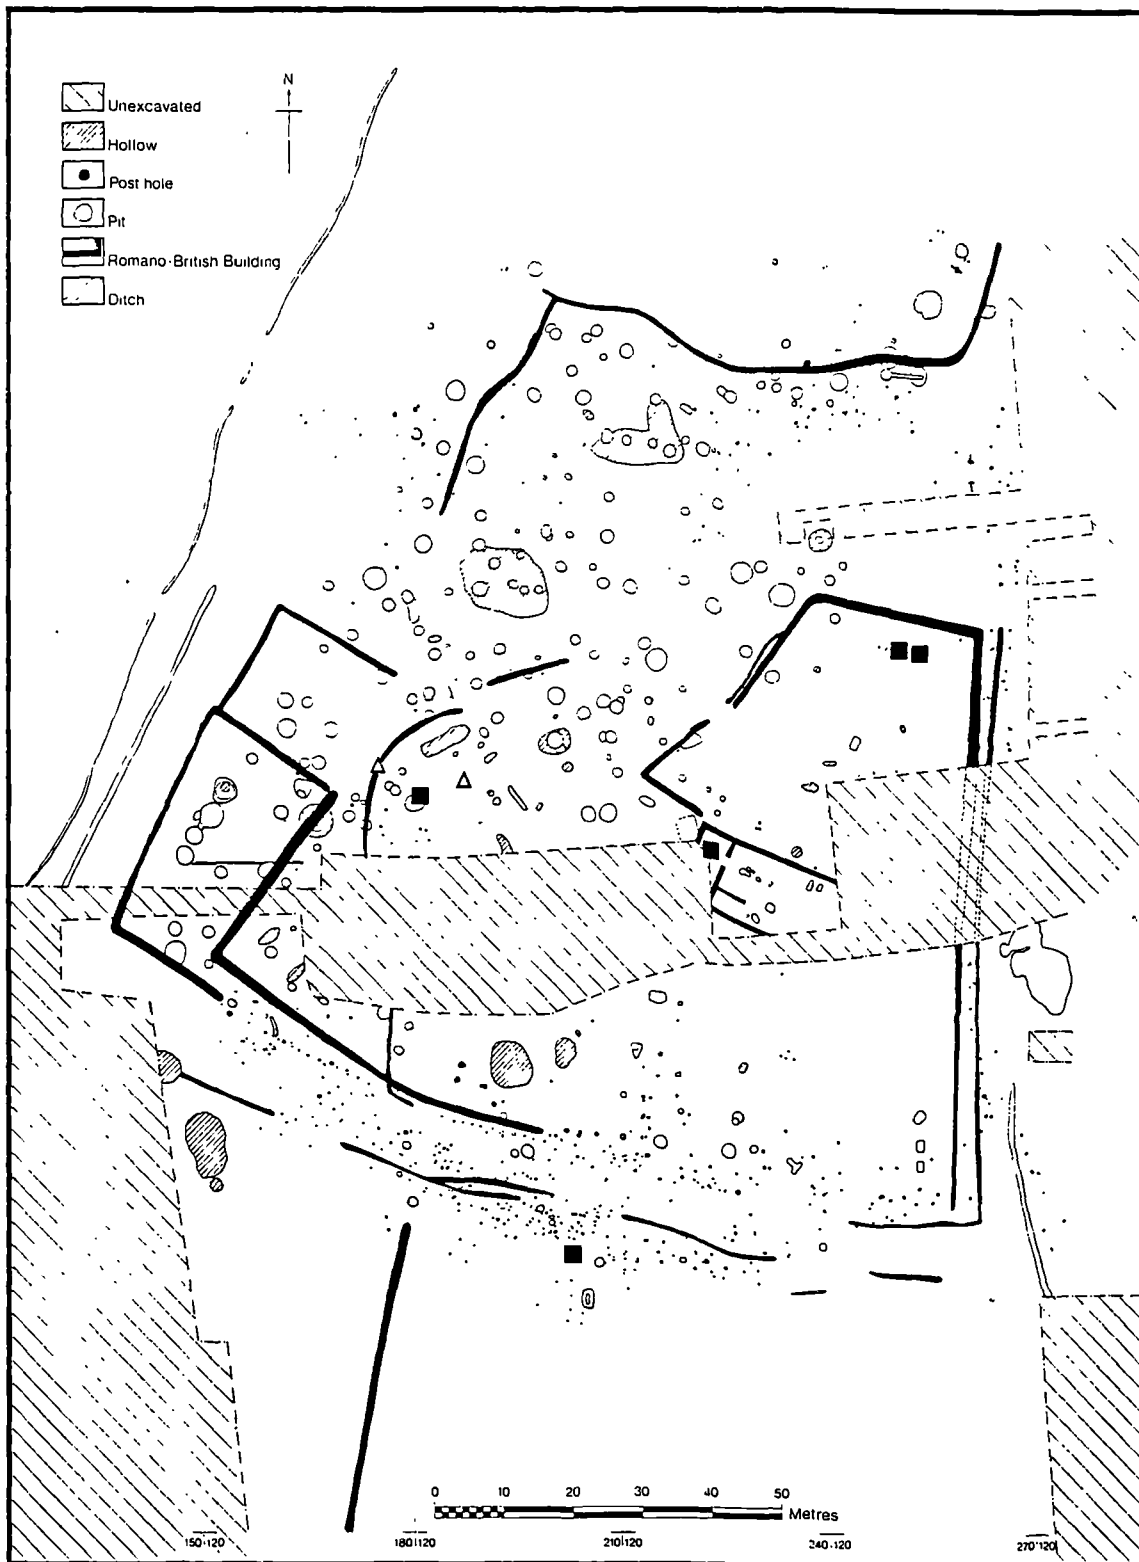 N
Unexcavated
Hollow
Post hole
Pit
Romano-British Building
Ditch
0 10 20 30 40 50
Metres
150·120 180·120 210·120 240·120 270·120